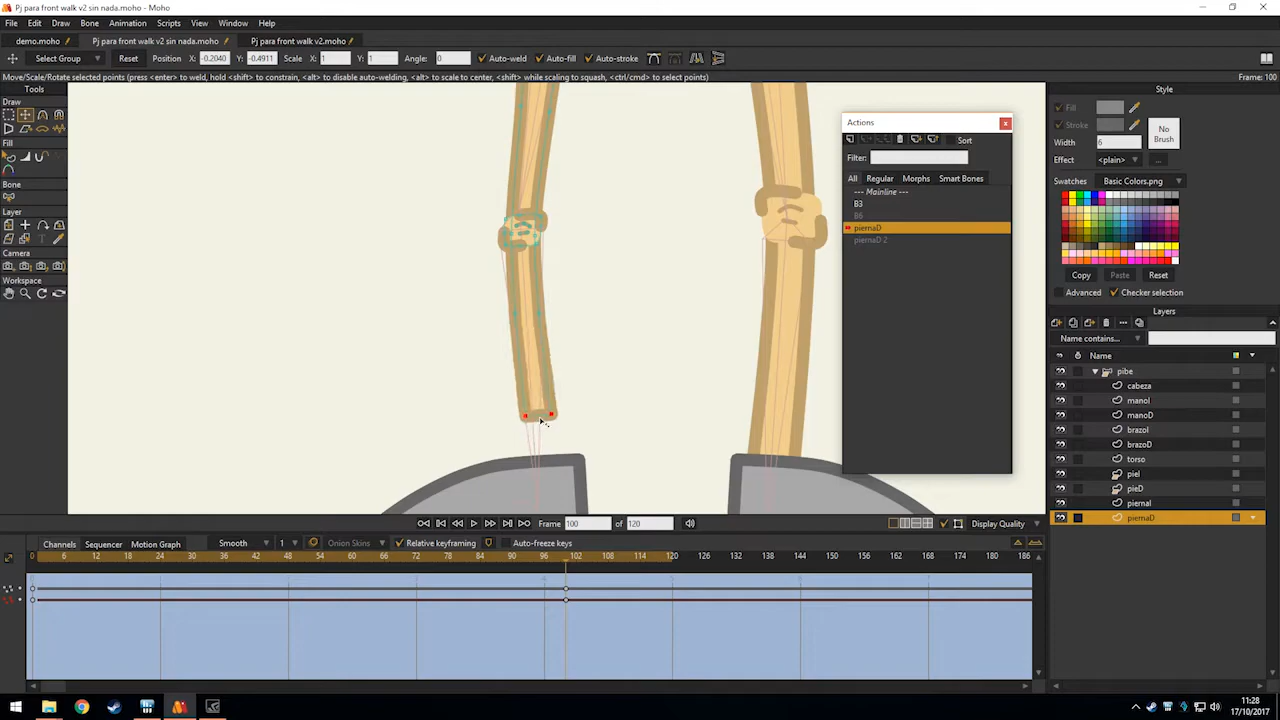 Pj para front walk v2 sin nada.moho - Moho
File Edit Draw Bone Animation Scripts View Window Help
demo.moho Pj para front walk v2 sin nada.moho Pj para front walk v2.moho
Select Group Reset Position X: -0.2040 Y: -0.4911 Scale X: 1 Y: 1 Angle: 0 Auto-weld Auto-fill Auto-stroke
Move/Scale/Rotate selected points (press <enter> to weld, hold <shift> to constrain, <alt> to disable auto-welding, <alt> to scale to center, <shift> while scaling to squash, <ctrl/cmd> to select points) Frame: 100
Tools
Draw
Fill
Bone
Layer
Camera
Workspace
Actions
Sort
Filter:
All Regular Morphs Smart Bones
--- Mainline ---
B3
B6
piernaD
piernaD 2
Style
Fill
Stroke
No Brush
Width 6
Effect <plain> ...
Swatches Basic Colors.png
Copy Paste Reset
Advanced Checker selection
Layers
Name contains...
Name
pibe
cabeza
manoI
manoD
brazoI
brazoD
torso
pieI
pieD
piernaI
piernaD
Frame 100 of 120 Display Quality
Channels Sequencer Motion Graph Smooth 1 Onion Skins Relative keyframing Auto-freeze keys
0 6 12 18 24 30 36 42 48 54 60 66 72 78 84 90 96 102 108 114 120 126 132 138 144 150 156 162 168 174 180 186
11:28
17/10/2017